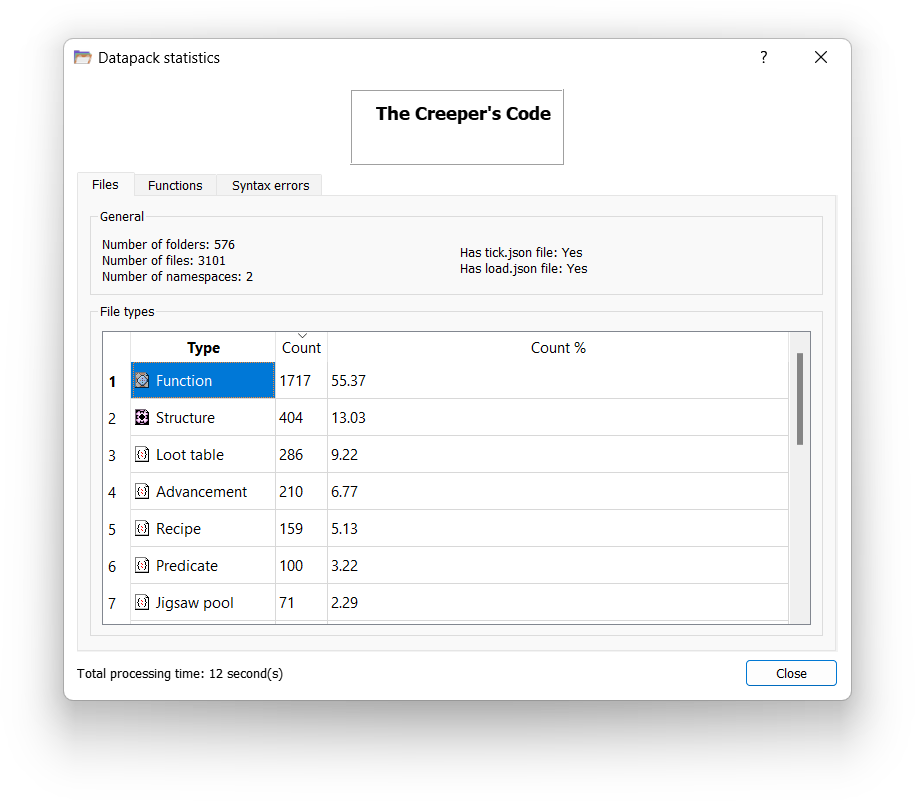 Datapack statistics
?
The Creeper's Code
Files Functions Syntax errors
General
Number of folders: 576
Number of files: 3101
Number of namespaces: 2
Has tick.json file: Yes
Has load.json file: Yes
File types
Type Count Count %
1 Function 1717 55.37
2 Structure 404 13.03
3 Loot table 286 9.22
4 Advancement 210 6.77
5 Recipe 159 5.13
6 Predicate 100 3.22
7 Jigsaw pool 71 2.29
Total processing time: 12 second(s)
Close